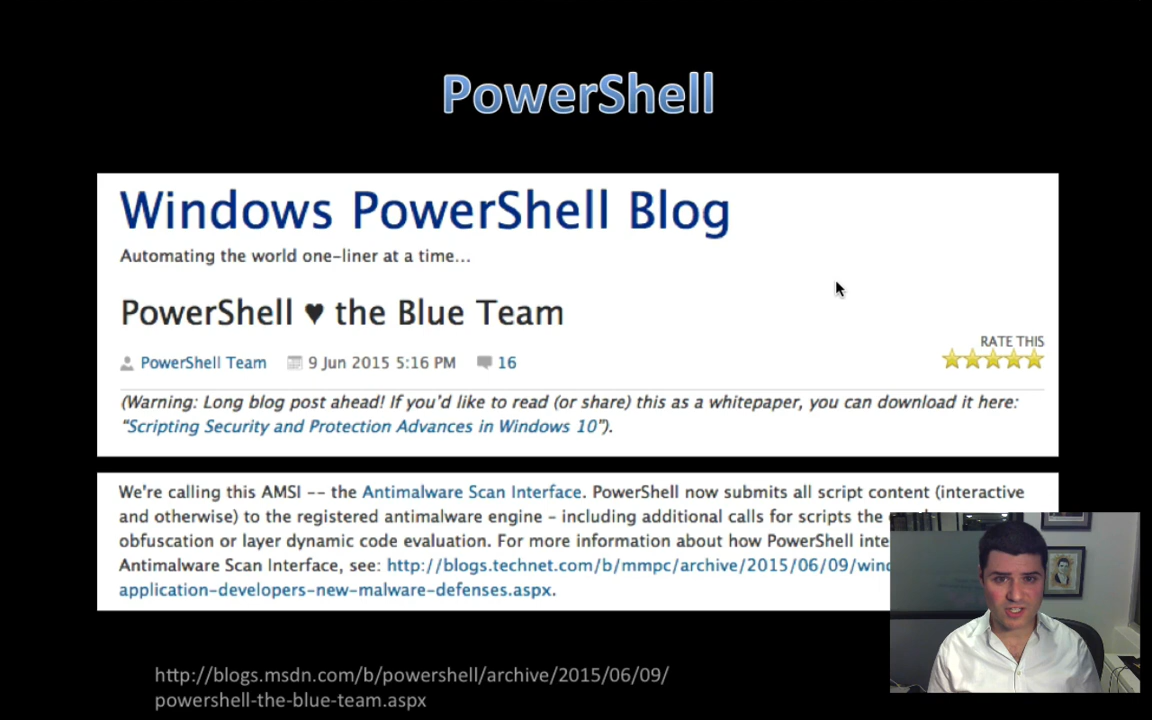 PowerShell
Windows PowerShell Blog
Automating the world one-liner at a time...
PowerShell ♥ the Blue Team
RATE THIS
PowerShell Team 9 Jun 2015 5:16 PM 16
(Warning: Long blog post ahead! If you'd like to read (or share) this as a whitepaper, you can download it here:
"Scripting Security and Protection Advances in Windows 10").
We're calling this AMSI -- the Antimalware Scan Interface. PowerShell now submits all script content (interactive
and otherwise) to the registered antimalware engine – including additional calls for scripts the
obfuscation or layer dynamic code evaluation. For more information about how PowerShell
Antimalware Scan Interface, see: http://blogs.technet.com/b/mmpc/archive/2015/06/09/
application-developers-new-malware-defenses.aspx.
http://blogs.msdn.com/b/powershell/archive/2015/06/09/
powershell-the-blue-team.aspx